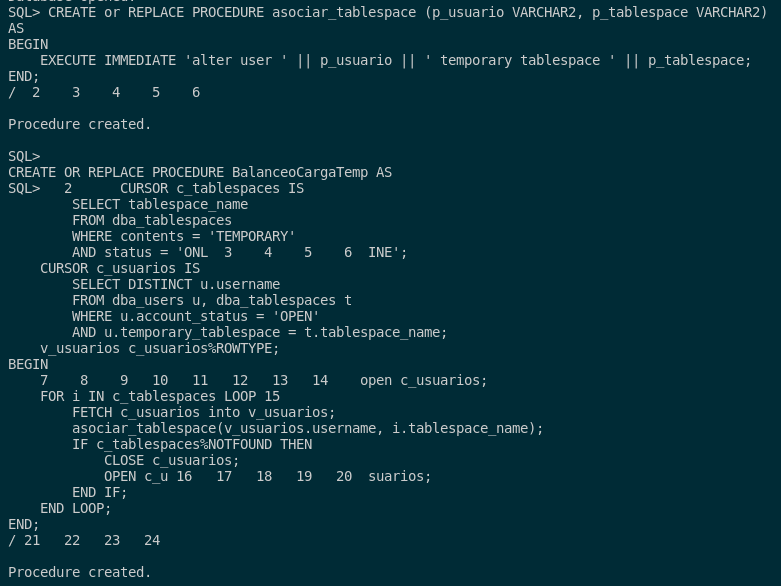 SQL> CREATE or REPLACE PROCEDURE asociar_tablespace (p_usuario VARCHAR2, p_tablespace VARCHAR2)
AS
BEGIN
    EXECUTE IMMEDIATE 'alter user ' || p_usuario || ' temporary tablespace ' || p_tablespace;
END;
/  2    3    4    5    6

Procedure created.

SQL>
CREATE OR REPLACE PROCEDURE BalanceoCargaTemp AS
SQL>   2      CURSOR c_tablespaces IS
        SELECT tablespace_name
        FROM dba_tablespaces
        WHERE contents = 'TEMPORARY'
        AND status = 'ONL  3    4    5    6  INE';
    CURSOR c_usuarios IS
        SELECT DISTINCT u.username
        FROM dba_users u, dba_tablespaces t
        WHERE u.account_status = 'OPEN'
        AND u.temporary_tablespace = t.tablespace_name;
    v_usuarios c_usuarios%ROWTYPE;
BEGIN
    7    8    9   10   11   12   13   14    open c_usuarios;
    FOR i IN c_tablespaces LOOP 15
        FETCH c_usuarios into v_usuarios;
        asociar_tablespace(v_usuarios.username, i.tablespace_name);
        IF c_tablespaces%NOTFOUND THEN
            CLOSE c_usuarios;
            OPEN c_u 16   17   18   19   20  suarios;
        END IF;
    END LOOP;
END;
/ 21   22   23   24

Procedure created.